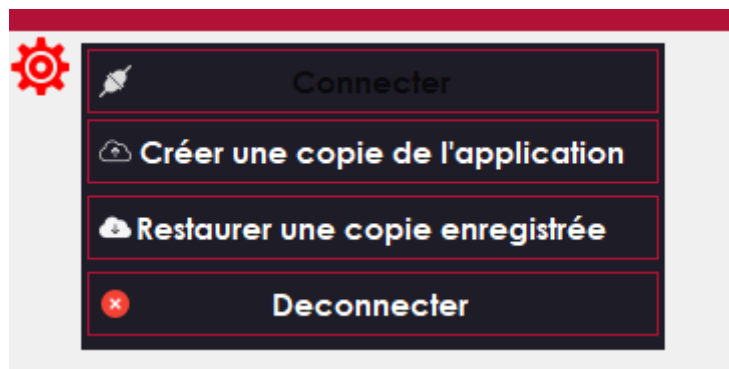 Connecter
Créer une copie de l'application
Restaurer une copie enregistrée
Deconnecter